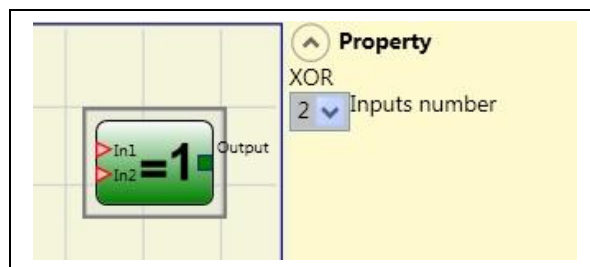 In1
In2
=1
Output
Property
XOR
2 Inputs number